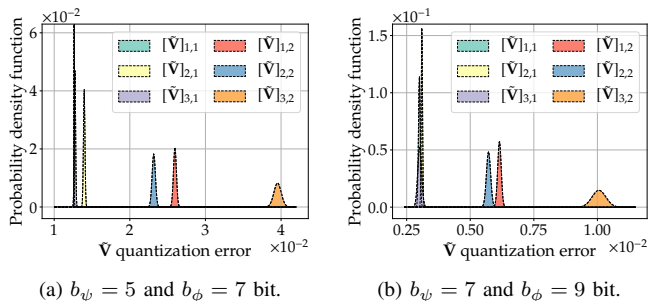 ×10⁻²
×10⁻¹
Probability density function
6
4
2
0
[Ṽ]₁,₁
[Ṽ]₁,₂
[Ṽ]₂,₁
[Ṽ]₂,₂
[Ṽ]₃,₁
[Ṽ]₃,₂
1
2
3
4
×10⁻²
Ṽ quantization error
Probability density function
1.5
1.0
0.5
0.0
[Ṽ]₁,₁
[Ṽ]₁,₂
[Ṽ]₂,₁
[Ṽ]₂,₂
[Ṽ]₃,₁
[Ṽ]₃,₂
0.25
0.50
0.75
1.00
×10⁻²
Ṽ quantization error
(a) b_ψ = 5 and b_ϕ = 7 bit.
(b) b_ψ = 7 and b_ϕ = 9 bit.